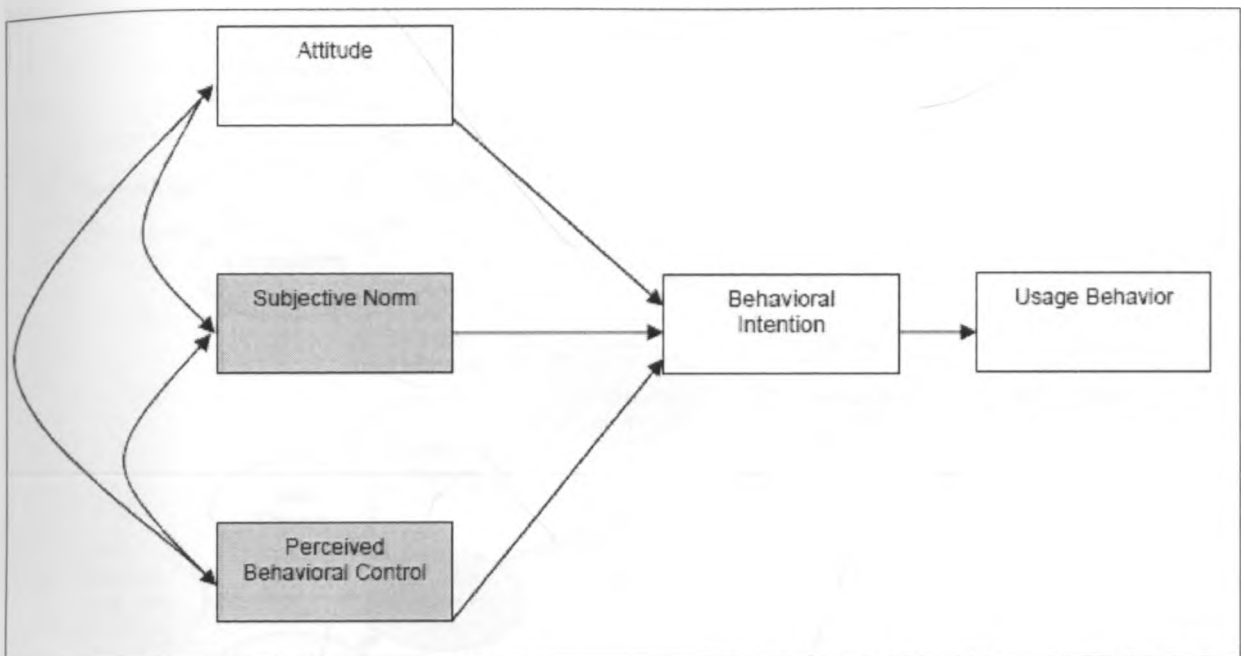 Attitude
Subjective Norm
Behavioral
Intention
Usage Behavior
Perceived
Behavioral Control